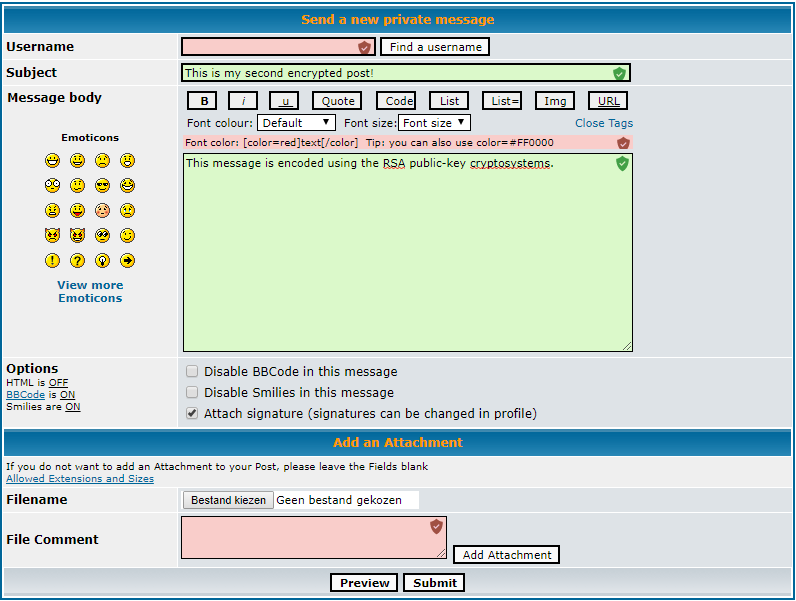 Send a new private message
Username
Find a username
Subject
This is my second encrypted post!
Message body
B i u Quote Code List List= Img URL
Font colour: Default Font size: Font size Close Tags
Font color: [color=red]text[/color] Tip: you can also use color=#FF0000
This message is encoded using the RSA public-key cryptosystems.
Emoticons
View more
Emoticons
Options
HTML is OFF
BBCode is ON
Smilies are ON
Disable BBCode in this message
Disable Smilies in this message
Attach signature (signatures can be changed in profile)
Add an Attachment
If you do not want to add an Attachment to your Post, please leave the Fields blank
Allowed Extensions and Sizes
Filename
Bestand kiezen Geen bestand gekozen
File Comment
Add Attachment
Preview Submit